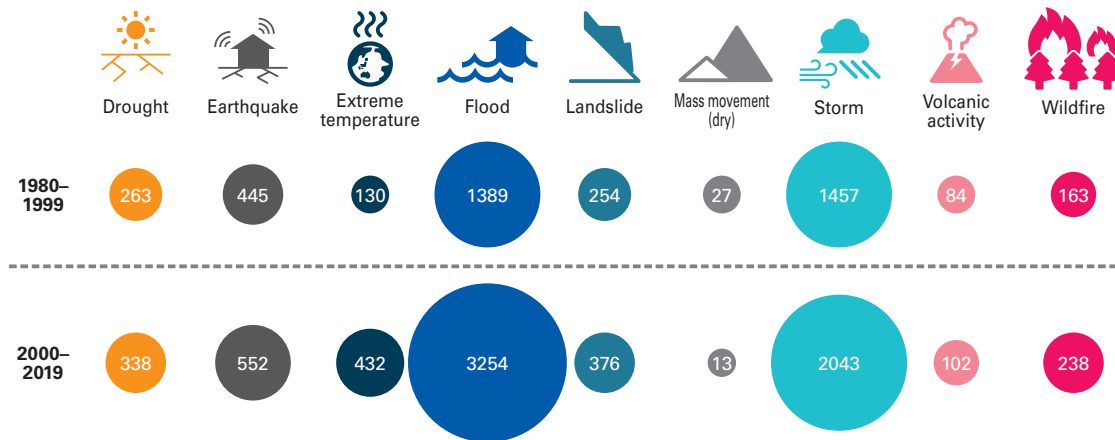 Drought
Earthquake
Extreme
temperature
Flood
Landslide
Mass movement
(dry)
Storm
Volcanic
activity
Wildfire
1980–
1999
263
445
130
1389
254
27
1457
84
163
2000–
2019
338
552
432
3254
376
13
2043
102
238